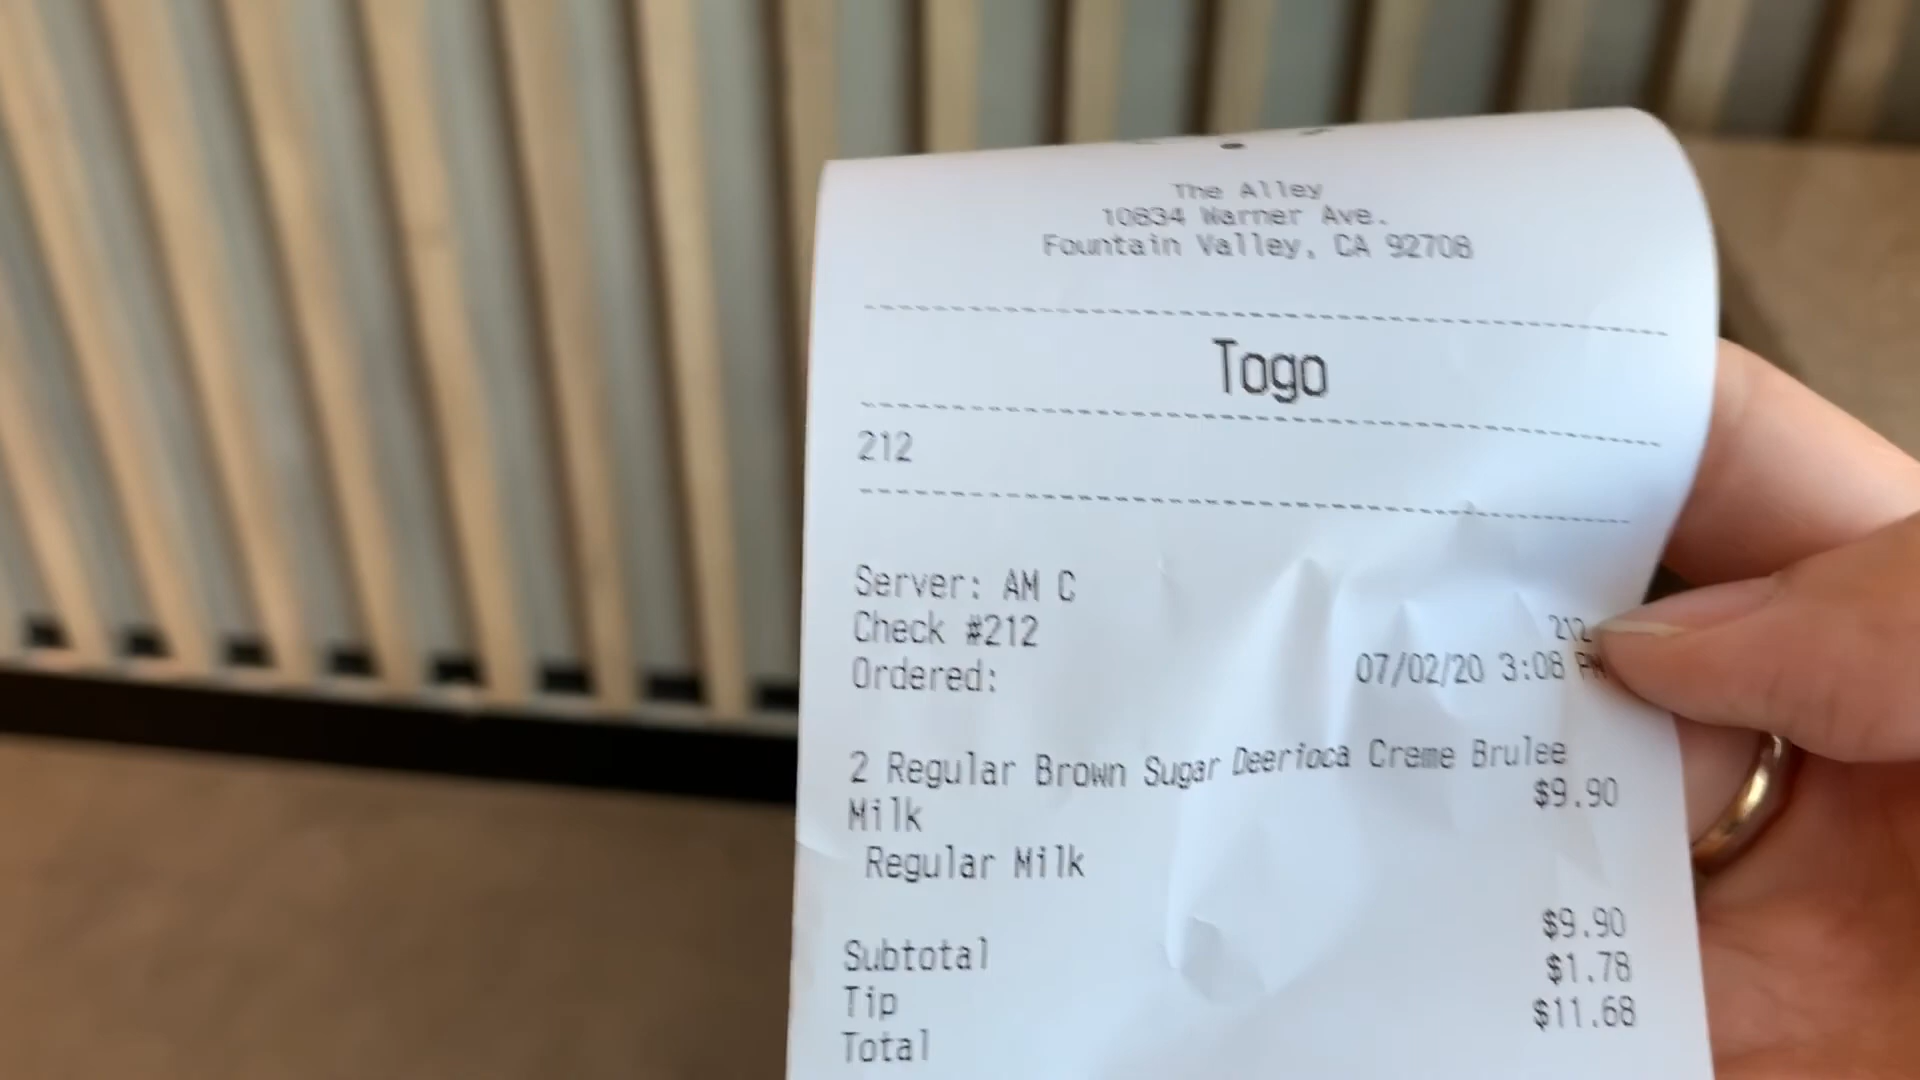 The Alley
10834 Warner Ave.
Fountain Valley, CA 92708
Togo
212
Server: AM C
Check #212 212
Ordered: 07/02/20 3:08 PM
2 Regular Brown Sugar Deerioca Creme Brulee
Milk $9.90
Regular Milk
Subtotal $9.90
Tip $1.78
Total $11.68